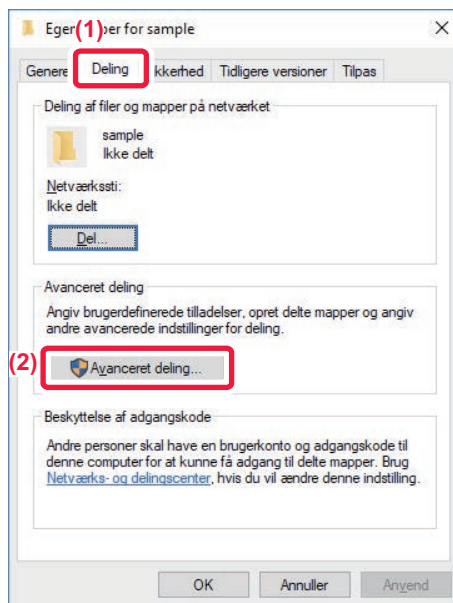 (1)
Egen per for sample
Genere Deling kkerhed Tidligere versioner Tilpas
Deling af filer og mapper på netværket
sample
Ikke delt
Netværkssti:
Ikke delt
Del...
Avanceret deling
Angiv brugerdefinerede tilladelser, opret delte mapper og angiv
andre avancerede indstillinger for deling.
(2)
Avanceret deling...
Beskyttelse af adgangskode
Andre personer skal have en brugerkonto og adgangskode til
denne computer for at kunne få adgang til delte mapper. Brug
Netværks- og delingscenter, hvis du vil ændre denne indstilling.
OK Annuller Anvend